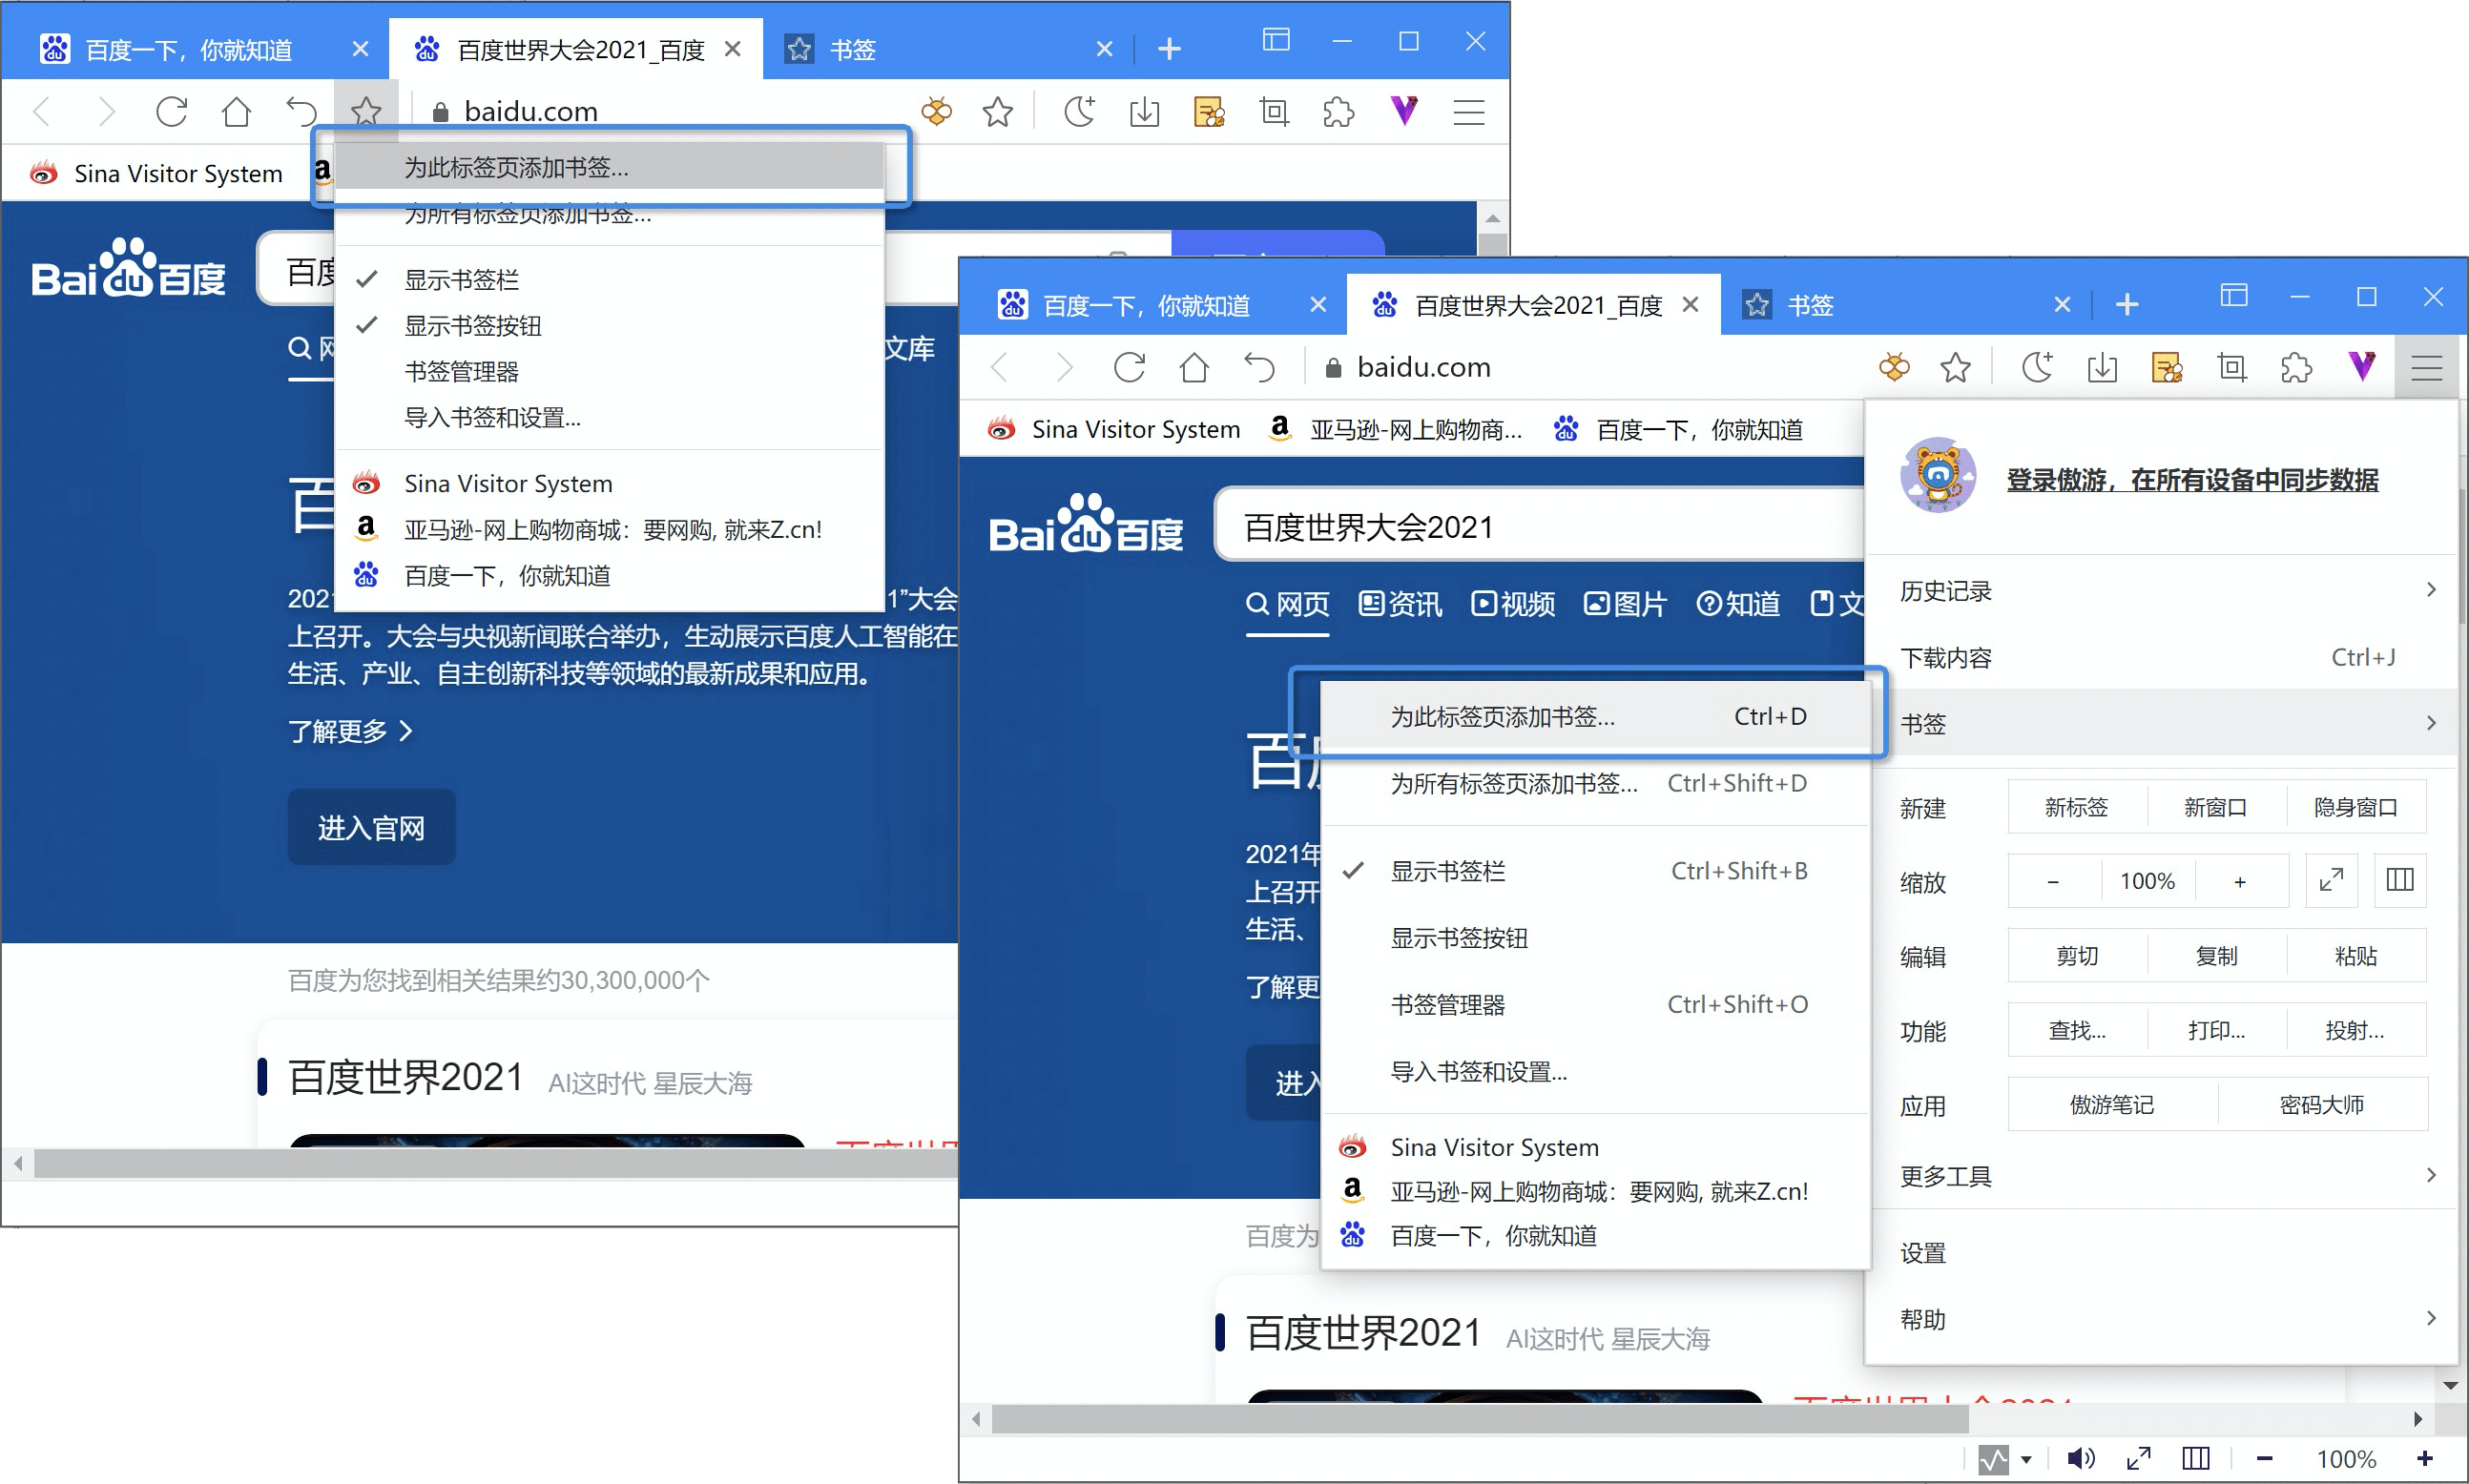 百度一下，你就知道
百度世界大会2021_百度
书签
baidu.com
Sina Visitor System
a
为此标签页添加书签...
为所有标签页添加书签...
显示书签栏
显示书签按钮
书签管理器
导入书签和设置...
Sina Visitor System
a 亚马逊-网上购物商城：要网购, 就来Z.cn!
百度一下，你就知道
Bai du 百度
百度
网
文库
百
2021
1”大会
上召开。大会与央视新闻联合举办，生动展示百度人工智能在
生活、产业、自主创新科技等领域的最新成果和应用。
了解更多
进入官网
百度为您找到相关结果约30,300,000个
百度世界2021 AI这时代 星辰大海
百度一下，你就知道
百度世界大会2021_百度
书签
baidu.com
Sina Visitor System
a 亚马逊-网上购物商...
百度一下，你就知道
Bai du 百度
百度世界大会2021
网页 资讯 视频 图片 知道 文
百度
2021年
上召开
生活、
了解更
进入
百度为
百度世界2021 AI这时代 星辰大海
百度世界大会2021
为此标签页添加书签... Ctrl+D
为所有标签页添加书签... Ctrl+Shift+D
显示书签栏 Ctrl+Shift+B
显示书签按钮
书签管理器 Ctrl+Shift+O
导入书签和设置...
Sina Visitor System
a 亚马逊-网上购物商城：要网购, 就来Z.cn!
百度一下，你就知道
登录傲游，在所有设备中同步数据
历史记录
下载内容 Ctrl+J
书签
新建 新标签 新窗口 隐身窗口
缩放 − 100% +
编辑 剪切 复制 粘贴
功能 查找... 打印... 投射...
应用 傲游笔记 密码大师
更多工具
设置
帮助
100%